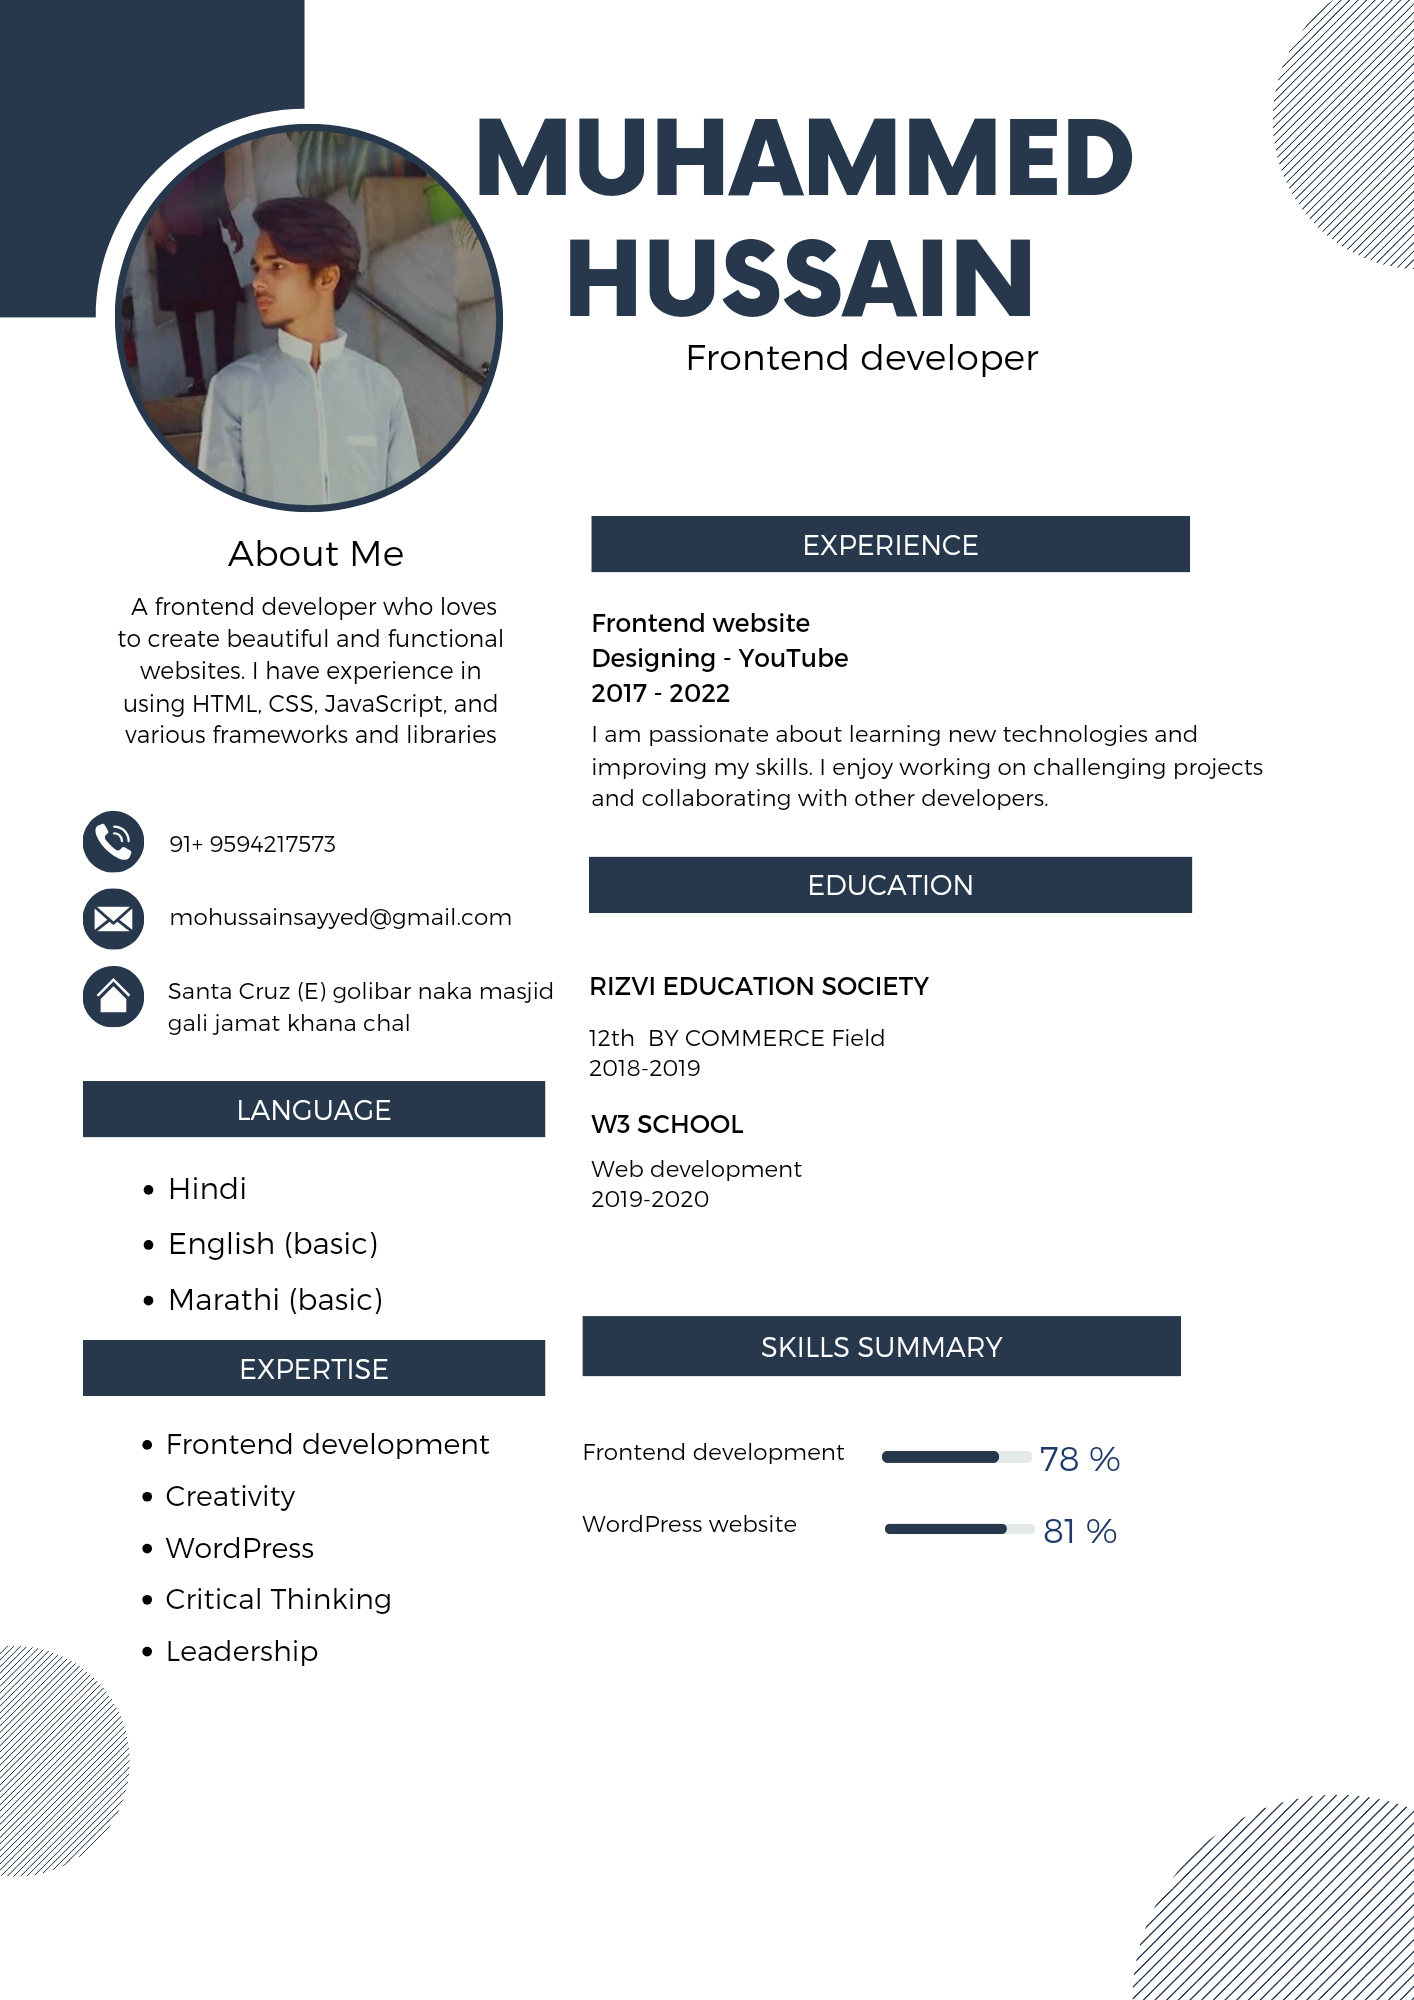 MUHAMMED
HUSSAIN
Frontend developer
About Me
A frontend developer who loves
to create beautiful and functional
websites. I have experience in
using HTML, CSS, JavaScript, and
various frameworks and libraries
91+ 9594217573
mohussainsayyed@gmail.com
Santa Cruz (E) golibar naka masjid
gali jamat khana chal
LANGUAGE
• Hindi
• English (basic)
• Marathi (basic)
EXPERTISE
• Frontend development
• Creativity
• WordPress
• Critical Thinking
• Leadership
EXPERIENCE
Frontend website
Designing - YouTube
2017 - 2022
I am passionate about learning new technologies and
improving my skills. I enjoy working on challenging projects
and collaborating with other developers.
EDUCATION
RIZVI EDUCATION SOCIETY
12th  BY COMMERCE Field
2018-2019
W3 SCHOOL
Web development
2019-2020
SKILLS SUMMARY
Frontend development 78 %
WordPress website 81 %